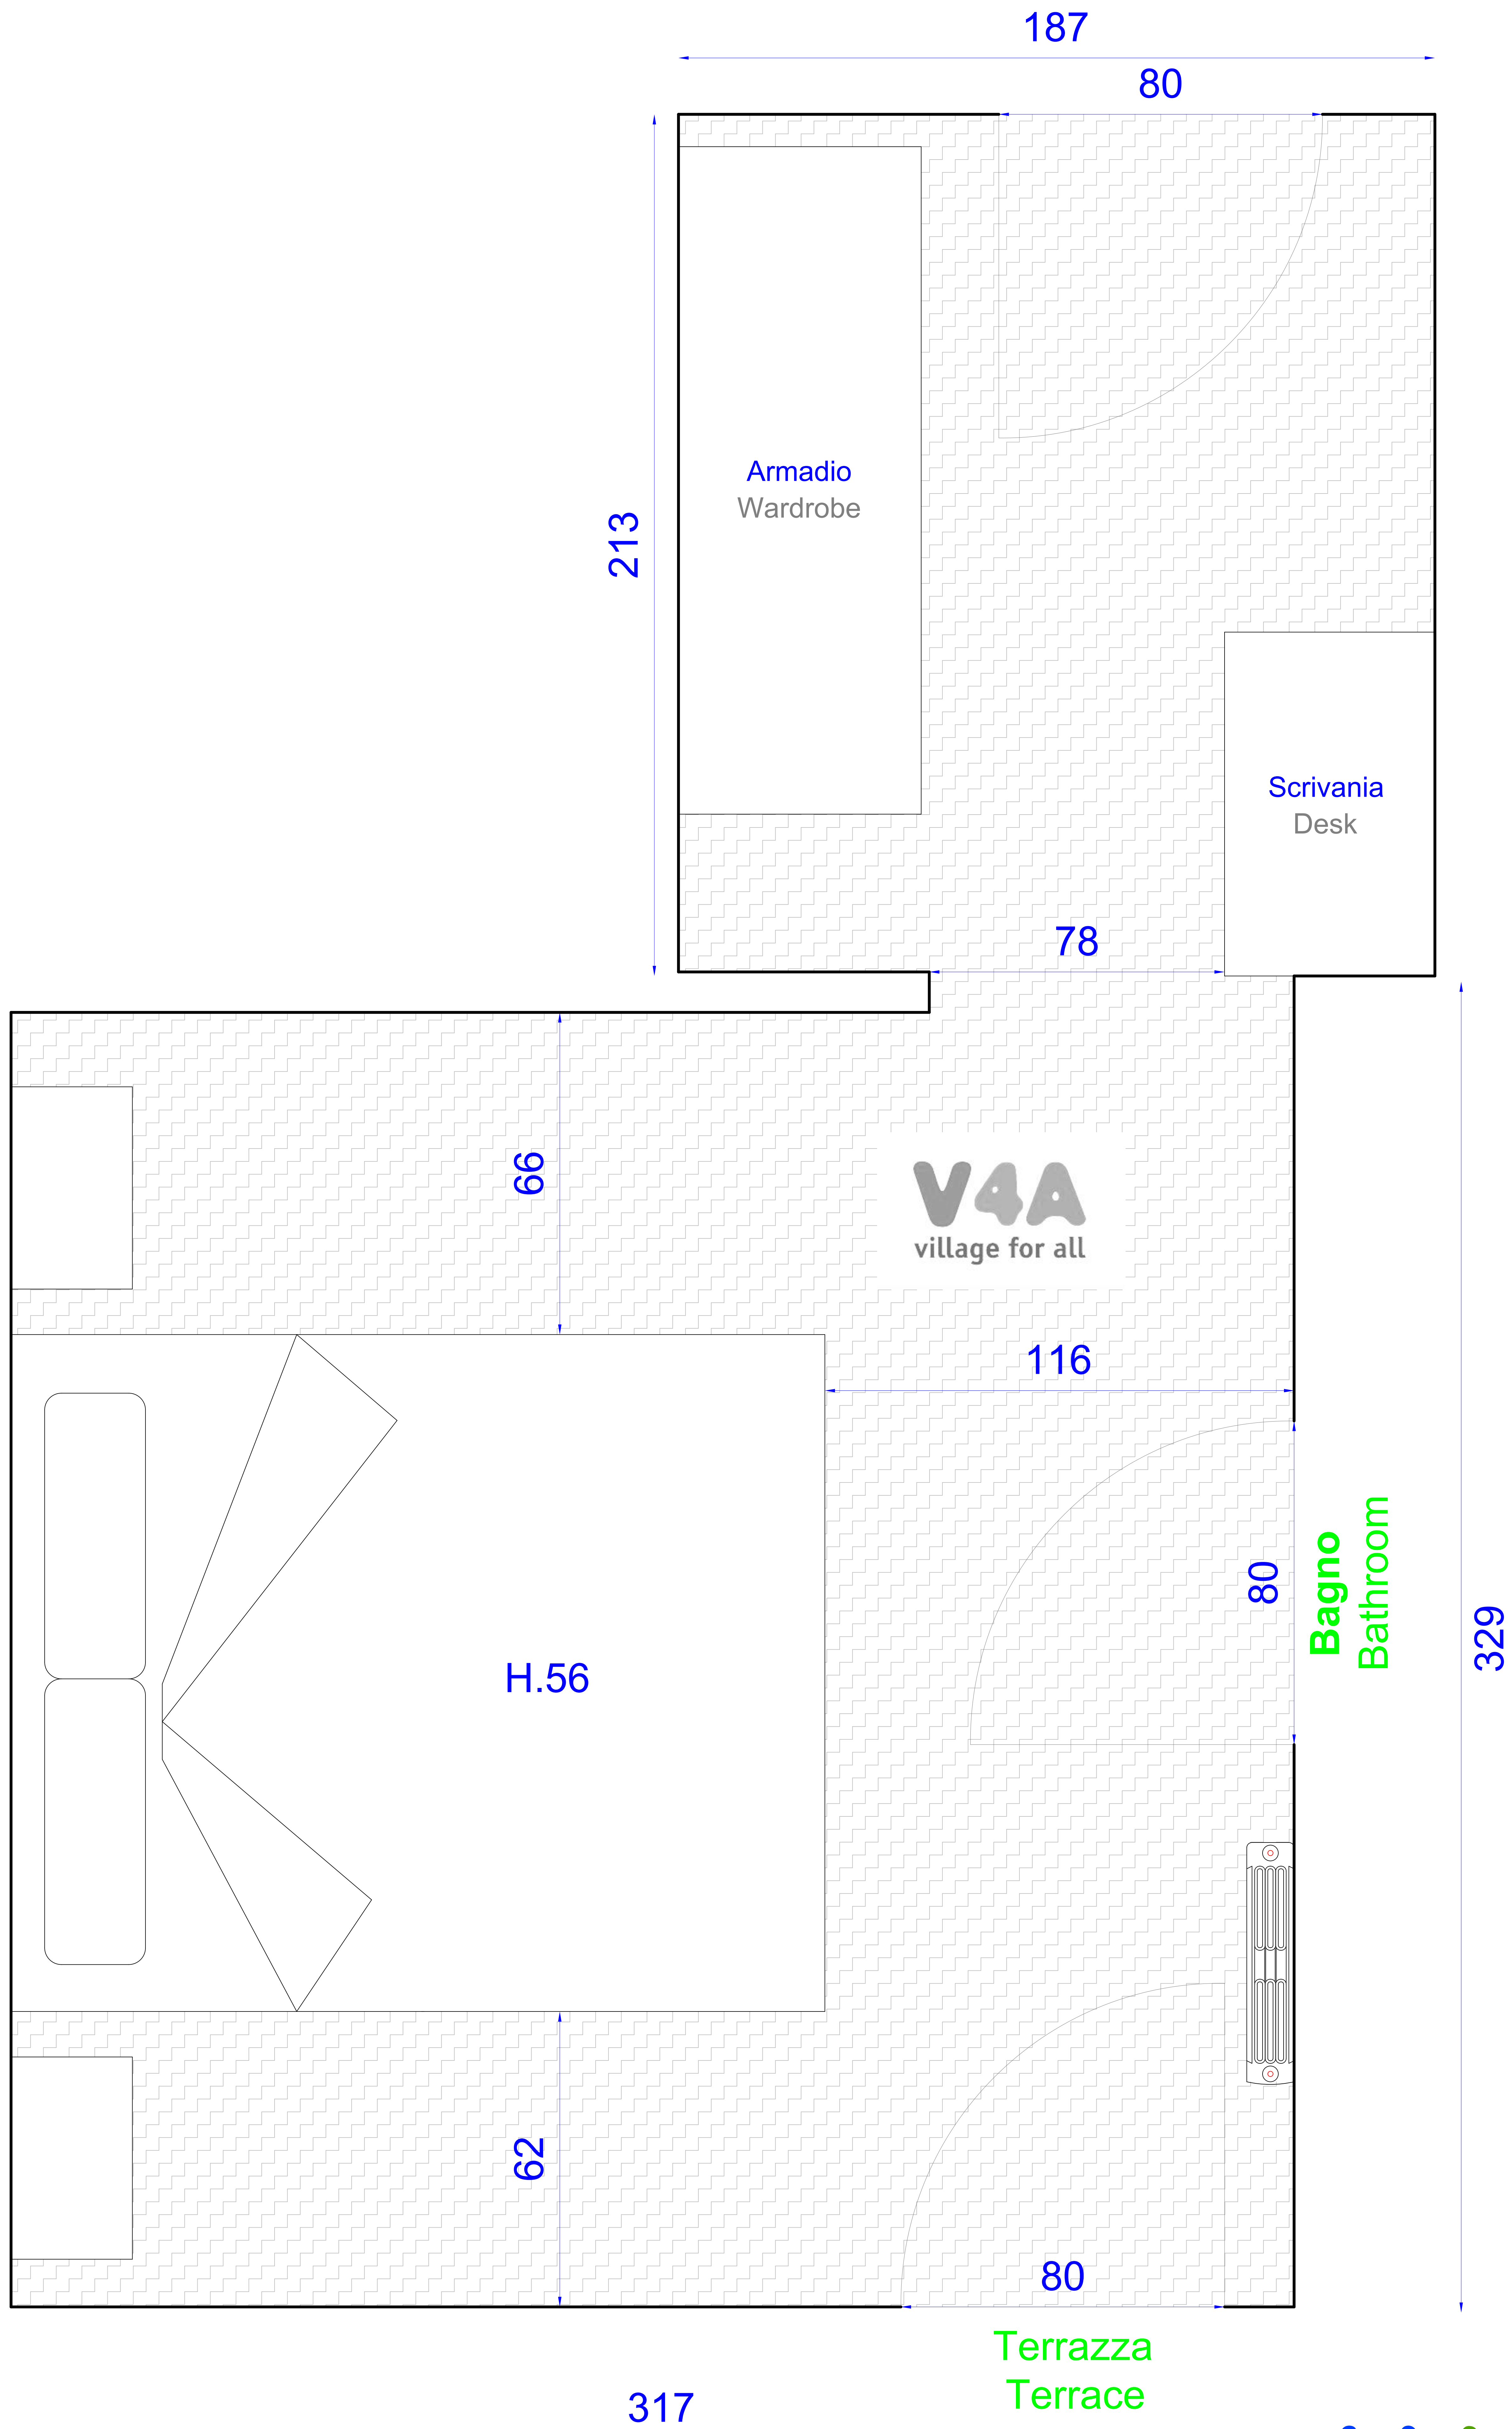 187
80
Armadio
Wardrobe
213
Scrivania
Desk
78
66
V4A
village for all
116
80
Bagno
Bathroom
329
H.56
62
80
Terrazza
Terrace
317